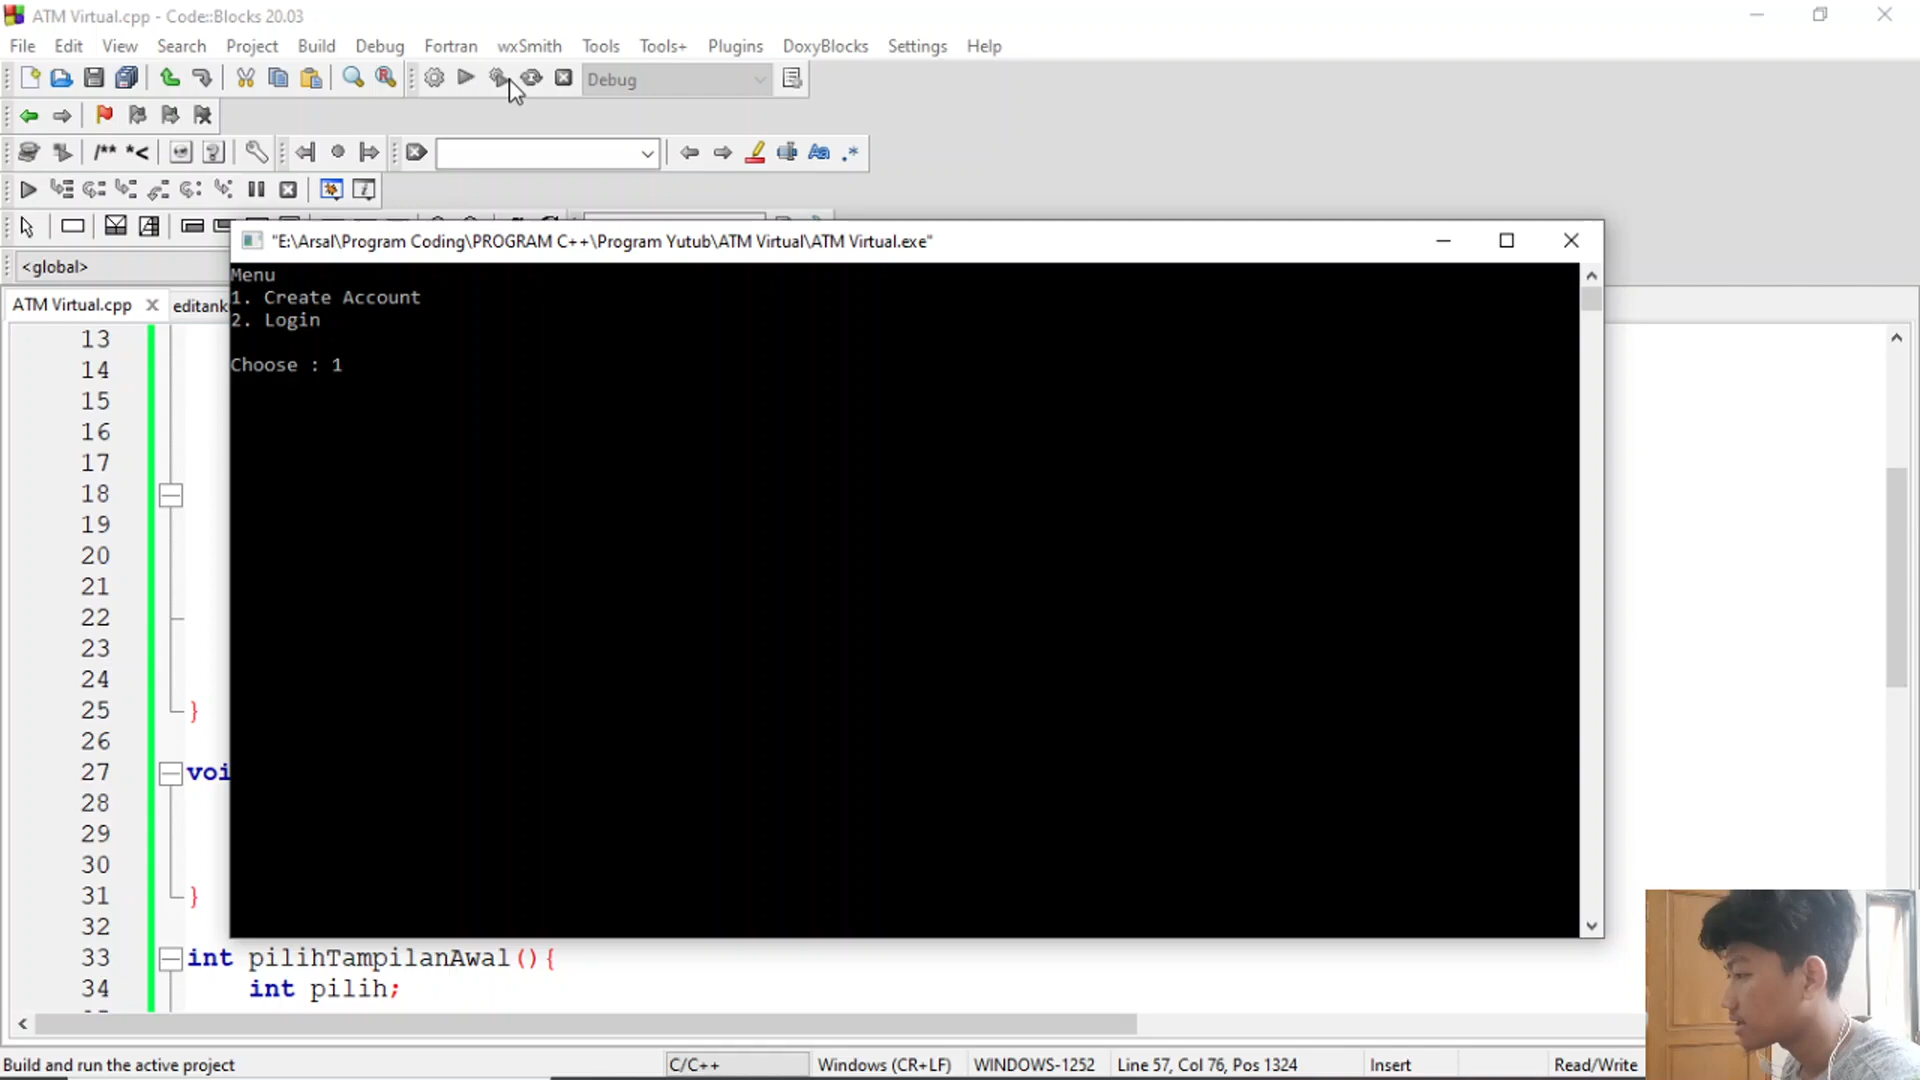 ATM Virtual.cpp - Code::Blocks 20.03
File Edit View Search Project Build Debug Fortran wxSmith Tools Tools+ Plugins DoxyBlocks Settings Help
Debug
/** *<
Aa .*
<global>
"E:\Arsal\Program Coding\PROGRAM C++\Program Yutub\ATM Virtual\ATM Virtual.exe"
Menu
1. Create Account
2. Login
Choose : 1
ATM Virtual.cpp editank
13
14
15
16
17
18
19
20
21
22
23
24
25 }
26
27 voi
28
29
30
31 }
32
33 int pilihTampilanAwal(){
34 int pilih;
Build and run the active project C/C++ Windows (CR+LF) WINDOWS-1252 Line 57, Col 76, Pos 1324 Insert Read/Write